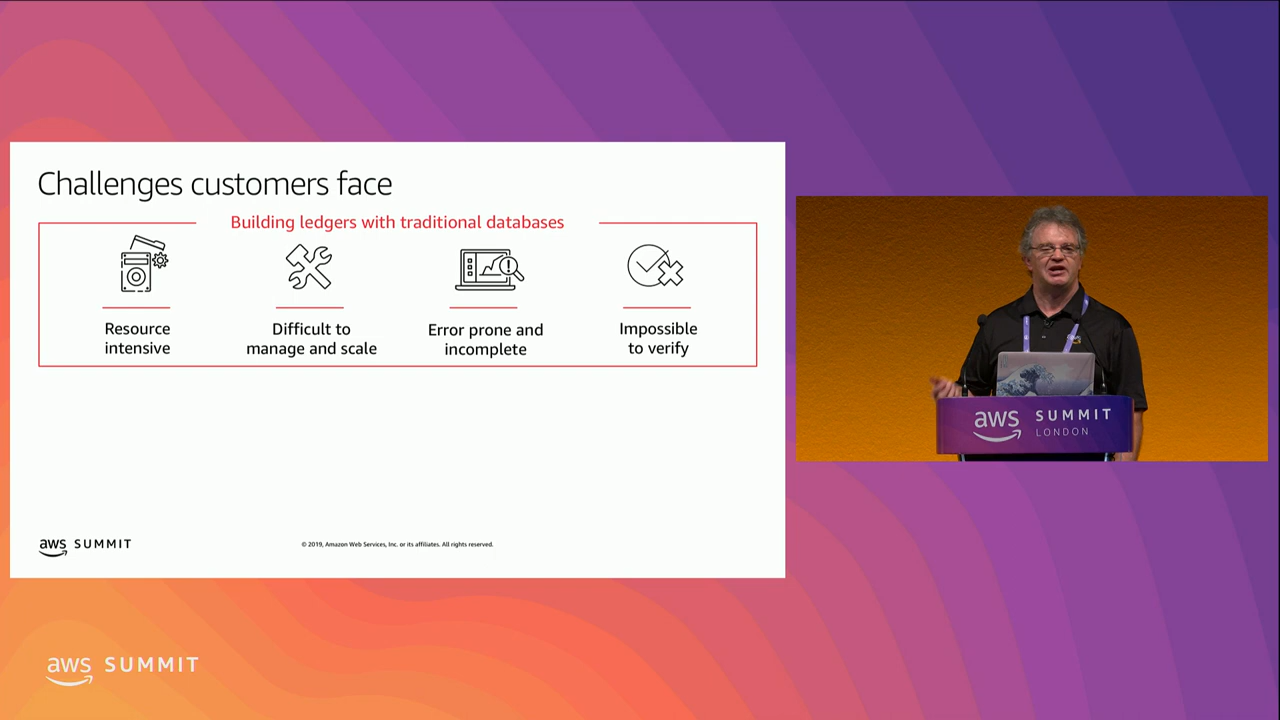 Challenges customers face
Building ledgers with traditional databases
Resource
intensive
Difficult to
manage and scale
Error prone and
incomplete
Impossible
to verify
aws SUMMIT
© 2019, Amazon Web Services, Inc. or its affiliates. All rights reserved.
aws SUMMIT
LONDON
aws SUMMIT